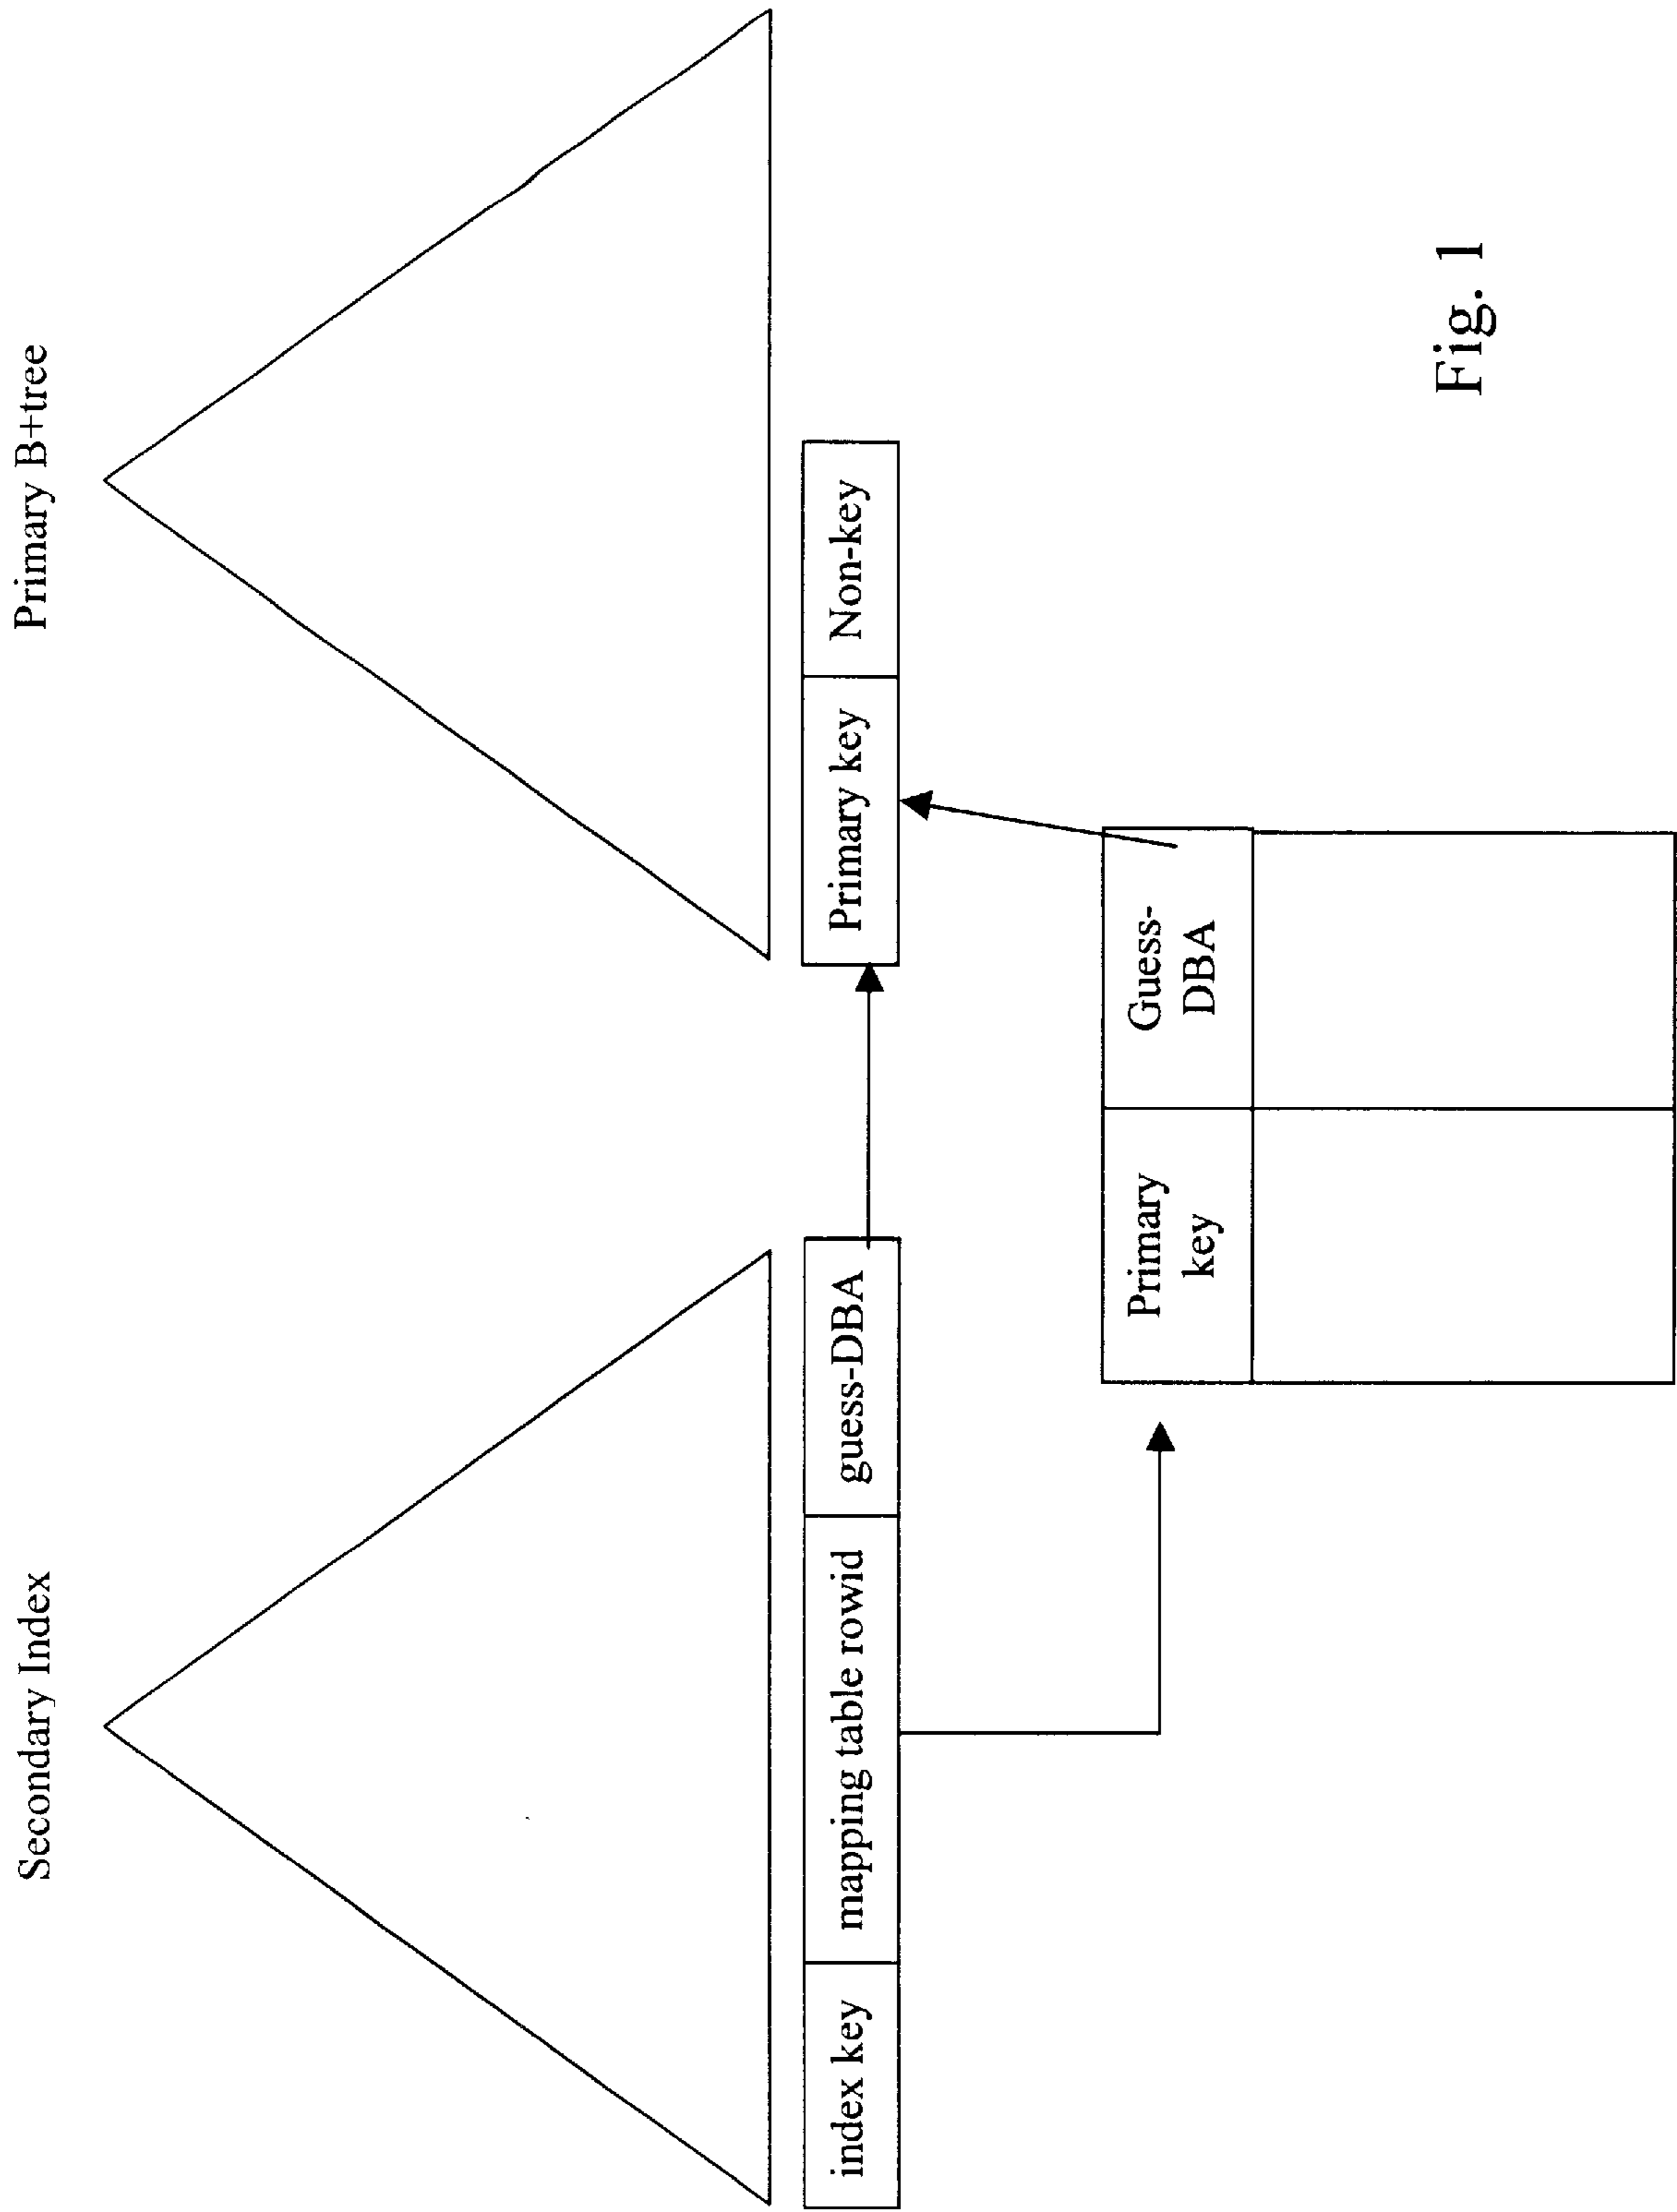 Secondary Index
Primary B+tree
index key
mapping table rowid
guess-DBA
Primary key
Non-key
Primary
key
Guess-
DBA
Fig. 1